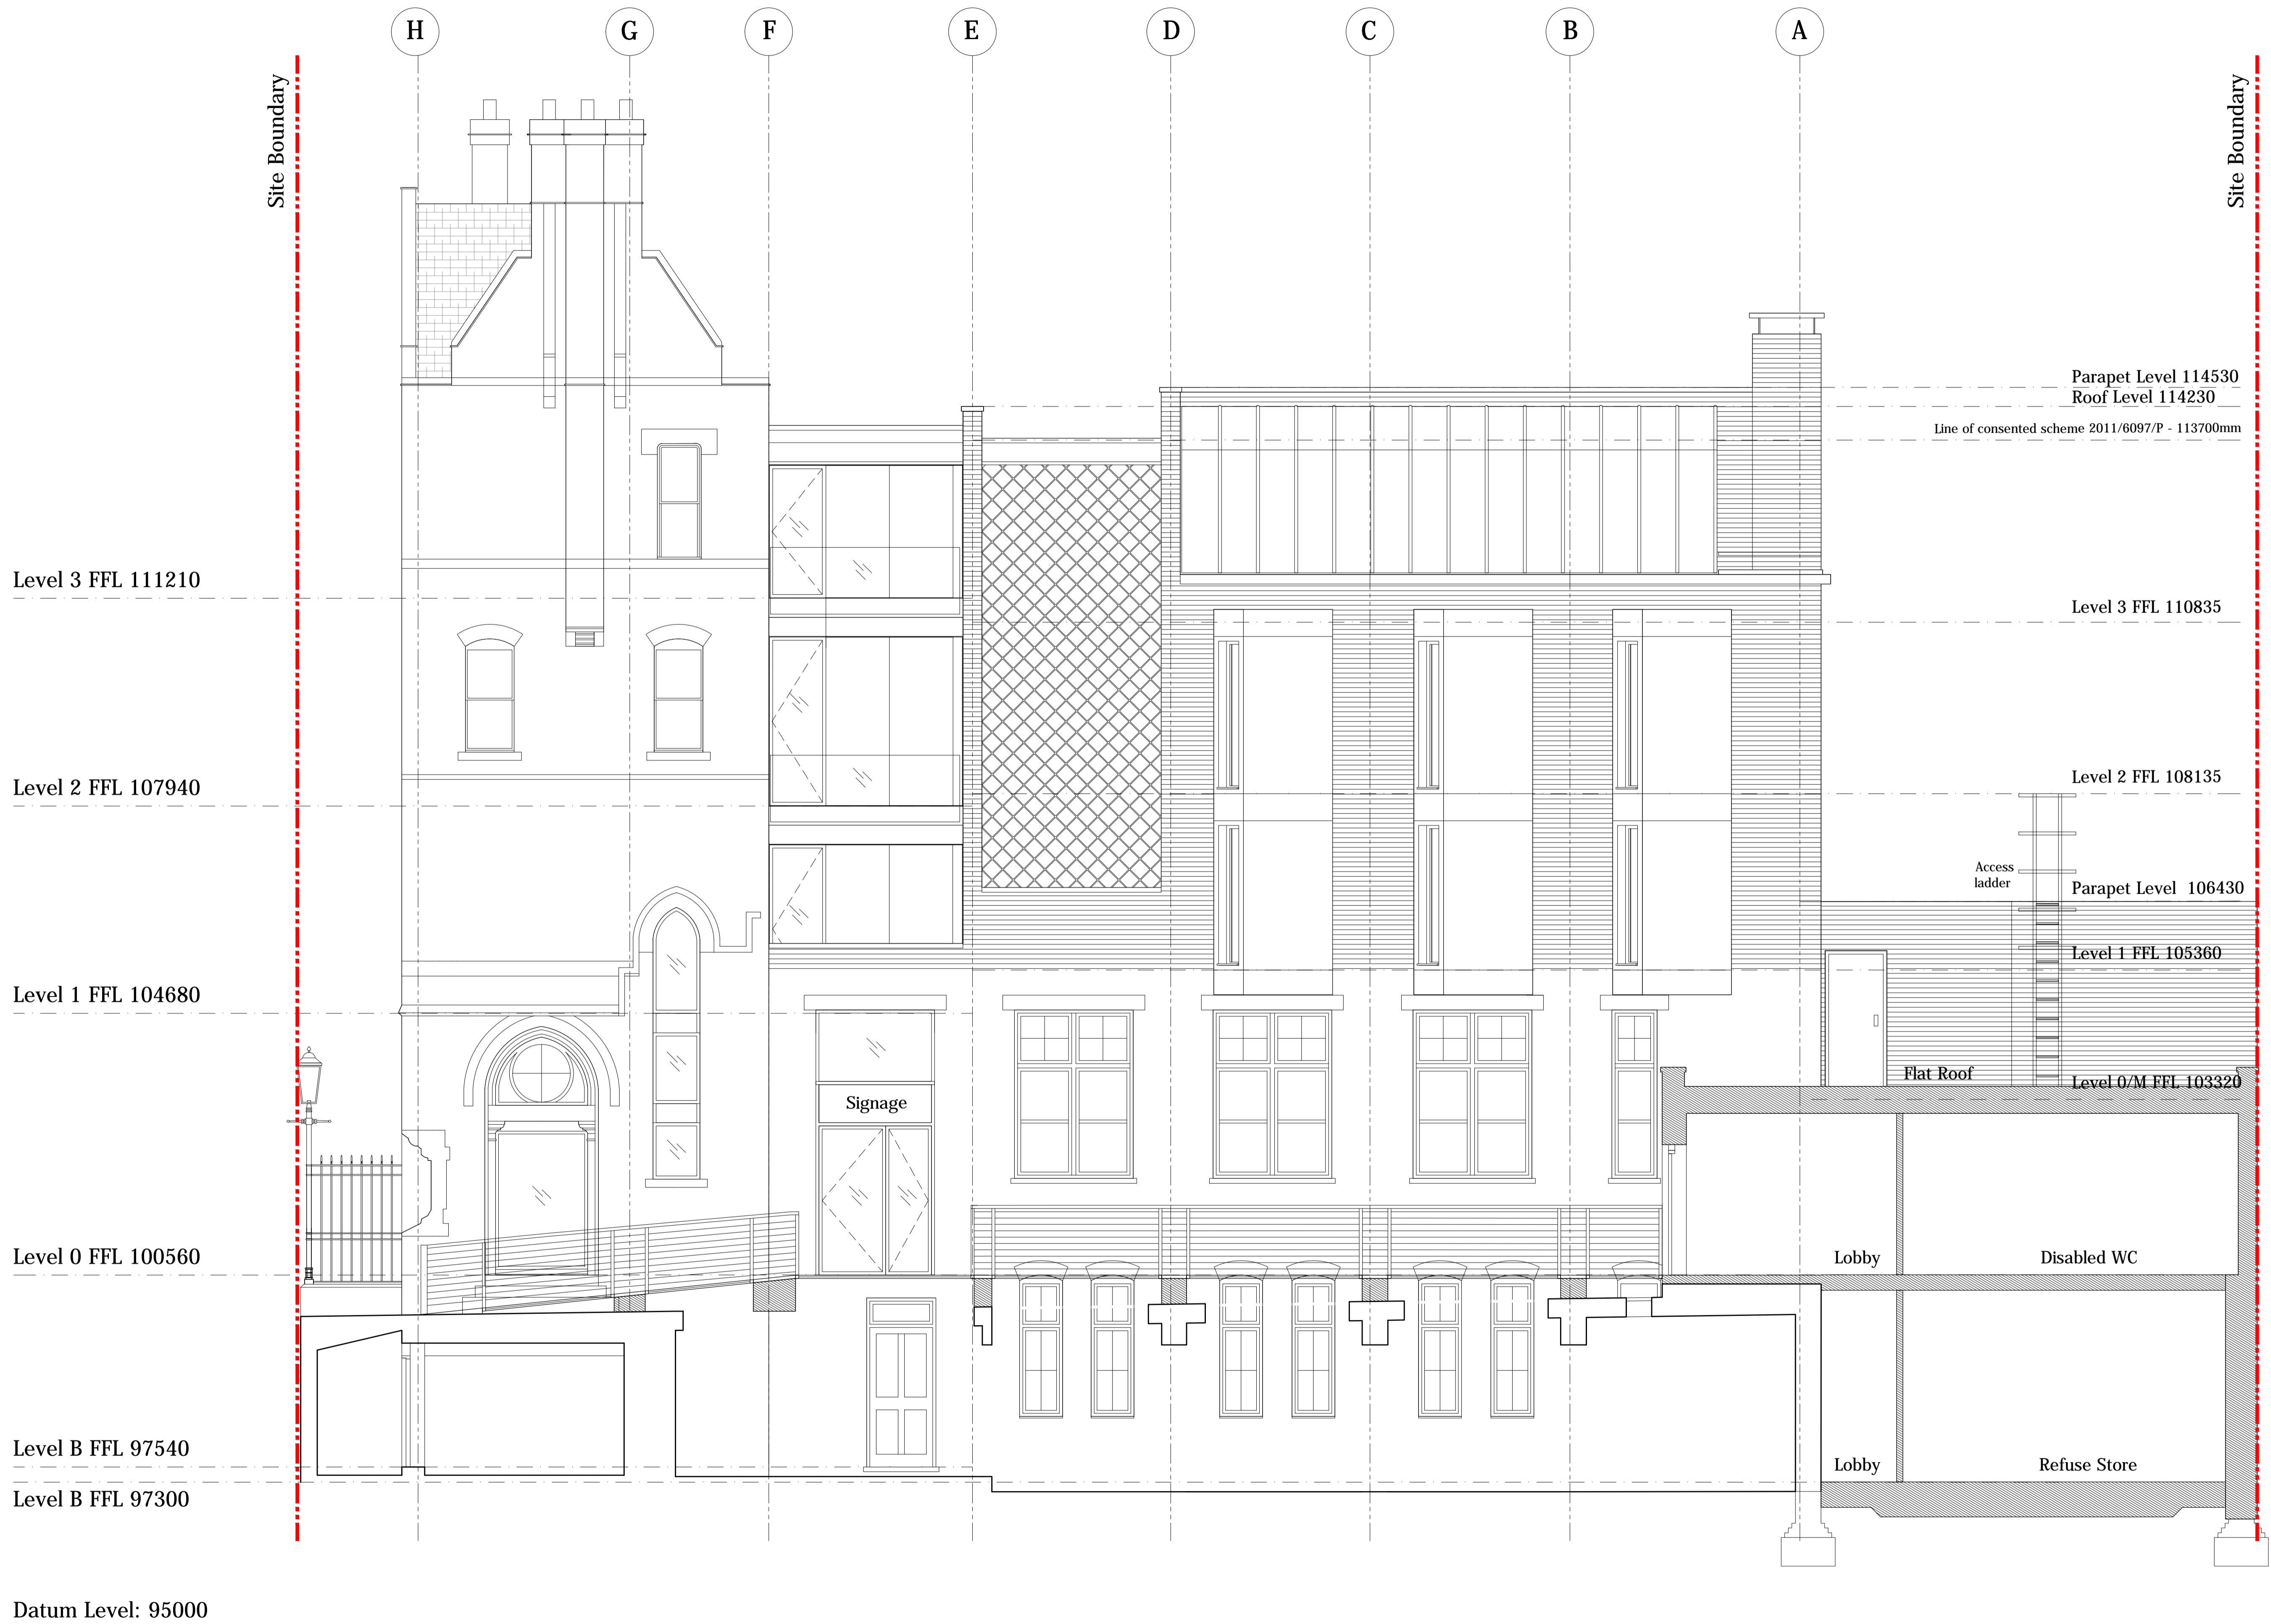 H G F E D C B A
Site Boundary
Site Boundary
Parapet Level 114530
Roof Level 114230
Line of consented scheme 2011/6097/P - 113700mm
Level 3 FFL 111210
Level 3 FFL 110835
Level 2 FFL 108135
Level 2 FFL 107940
Access
ladder
Parapet Level 106430
Level 1 FFL 105360
Level 1 FFL 104680
Flat Roof
Level 0/M FFL 103320
Signage
Level 0 FFL 100560
Lobby
Disabled WC
Level B FFL 97540
Lobby
Refuse Store
Level B FFL 97300
Datum Level: 95000